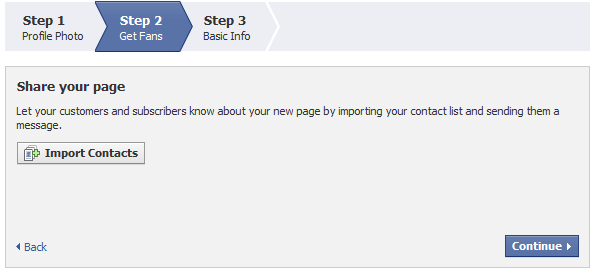 Step 1
Profile Photo
Step 2
Get Fans
Step 3
Basic Info
Share your page
Let your customers and subscribers know about your new page by importing your contact list and sending them a
message.
Import Contacts
Back
Continue